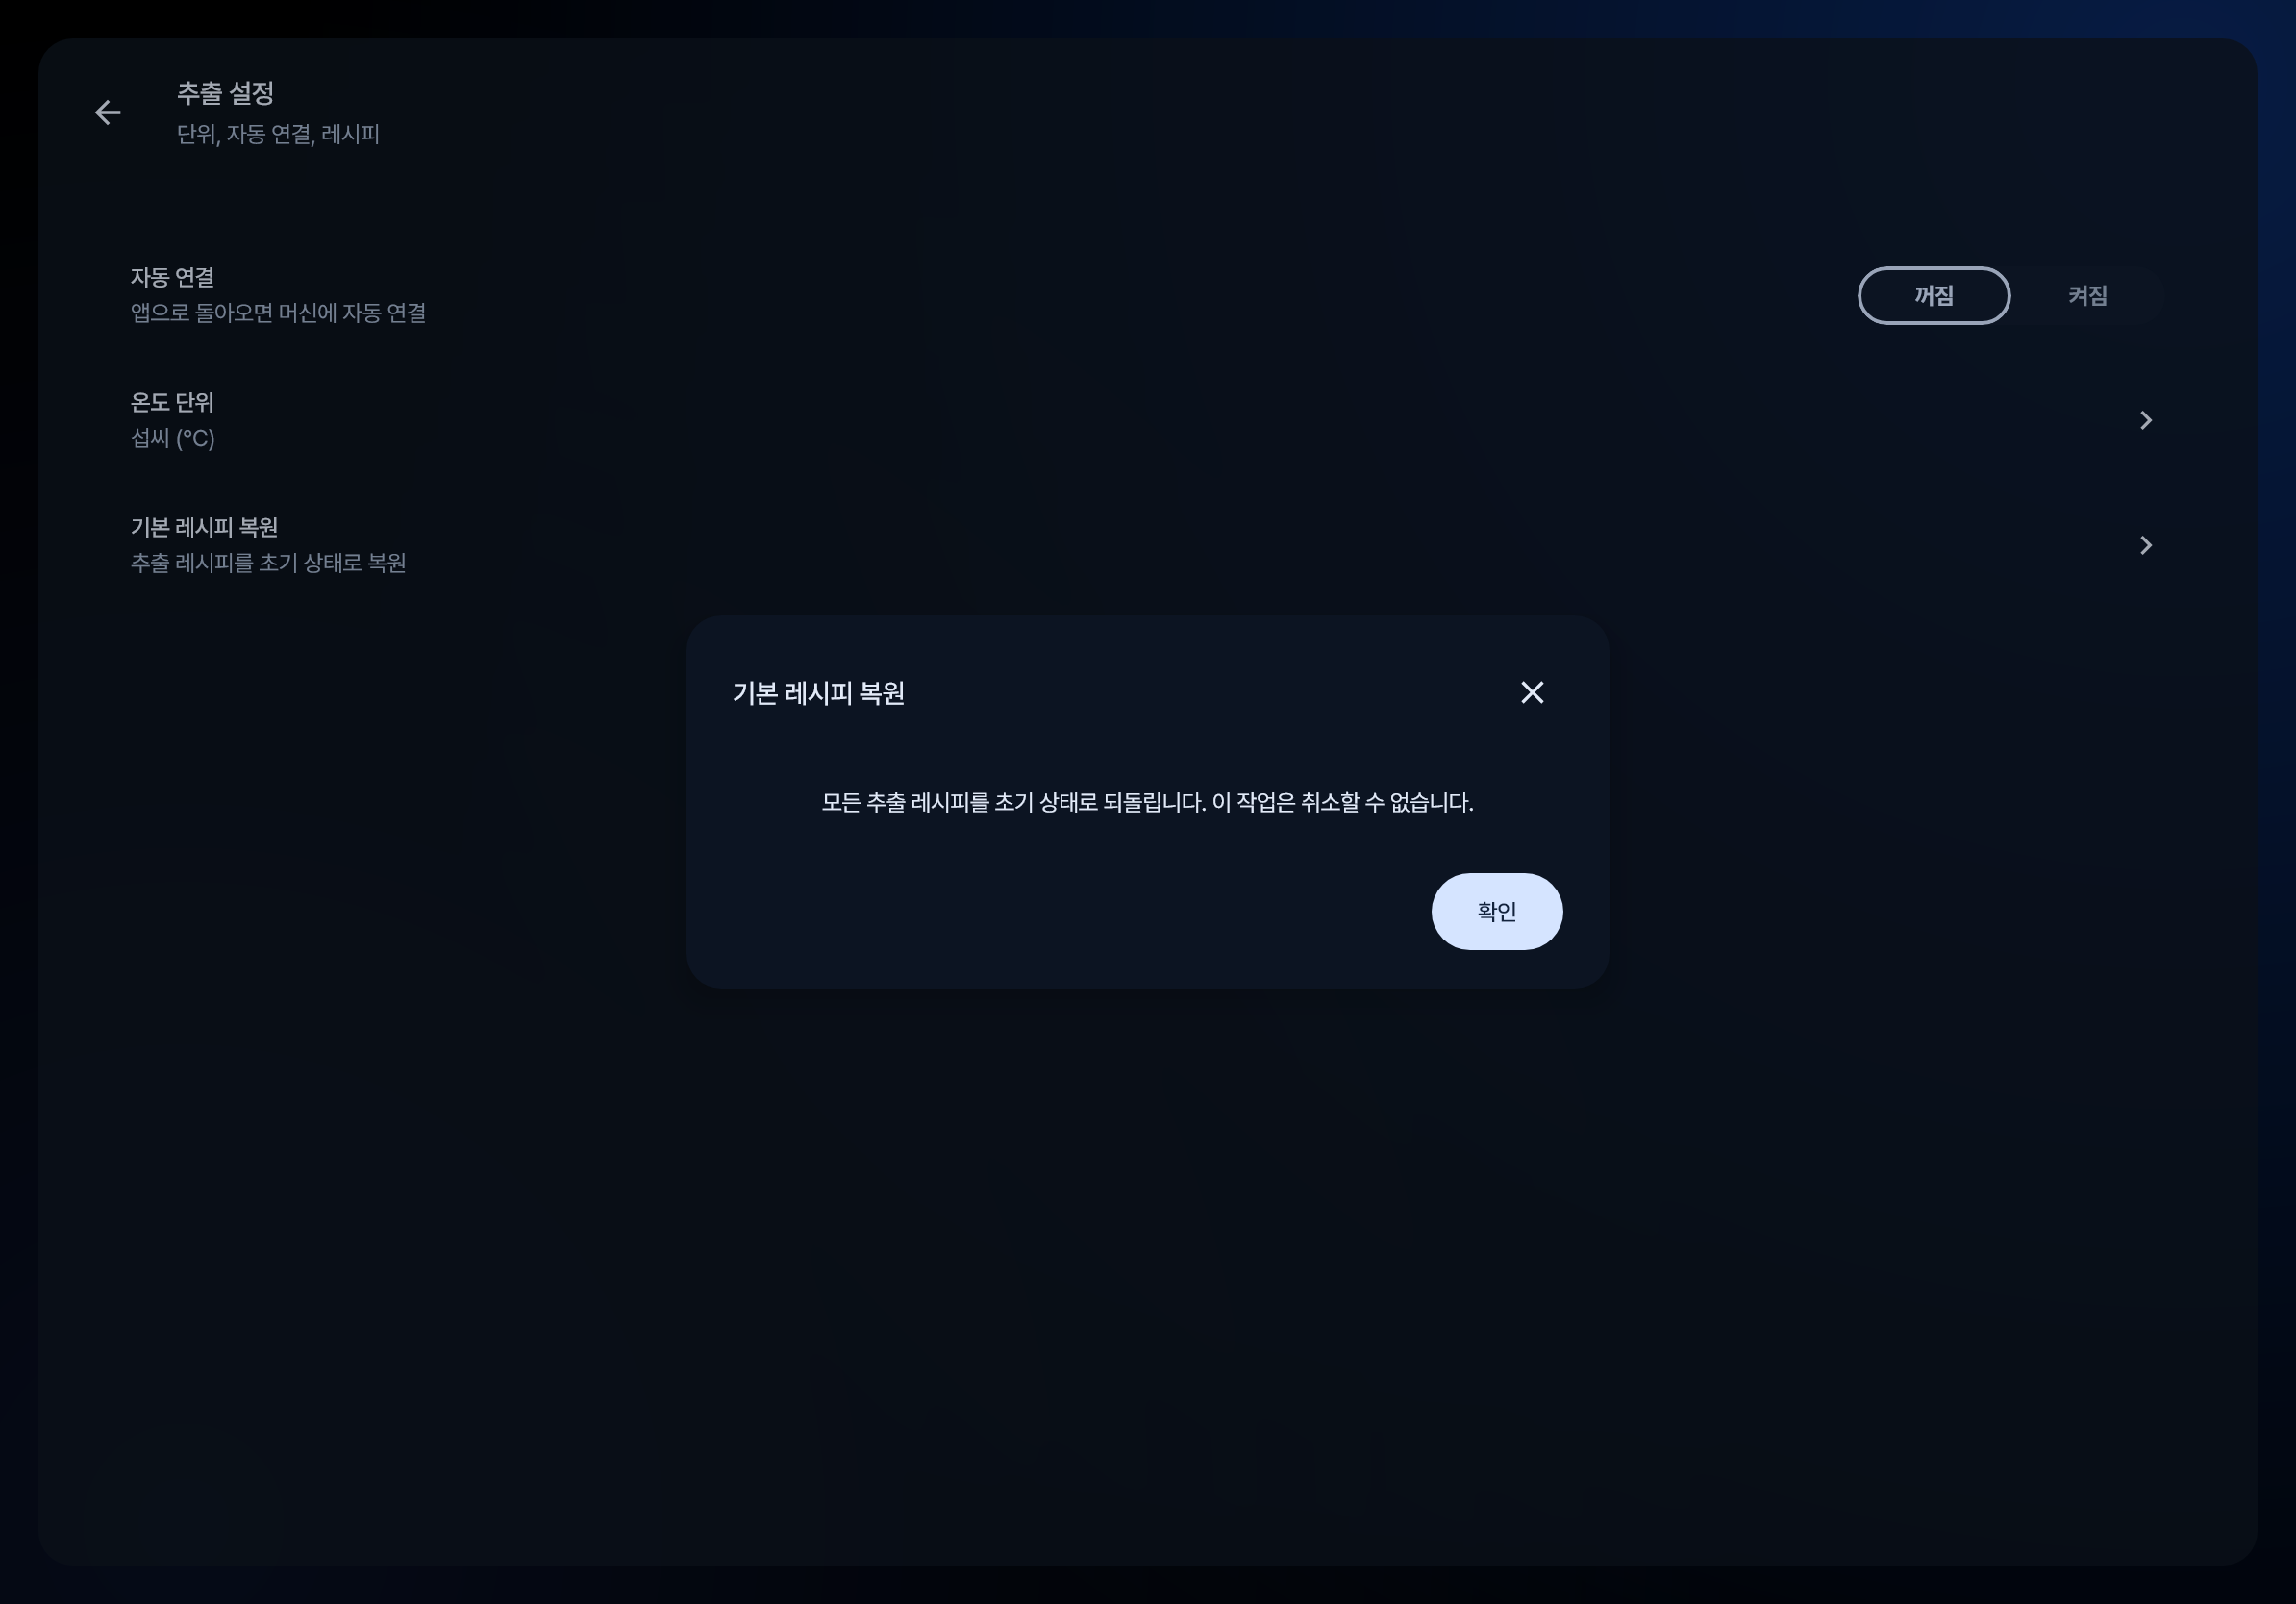 추출 설정
단위, 자동 연결, 레시피
자동 연결
앱으로 돌아오면 머신에 자동 연결
꺼짐
켜짐
온도 단위
섭씨 (°C)
기본 레시피 복원
추출 레시피를 초기 상태로 복원
기본 레시피 복원
모든 추출 레시피를 초기 상태로 되돌립니다. 이 작업은 취소할 수 없습니다.
확인